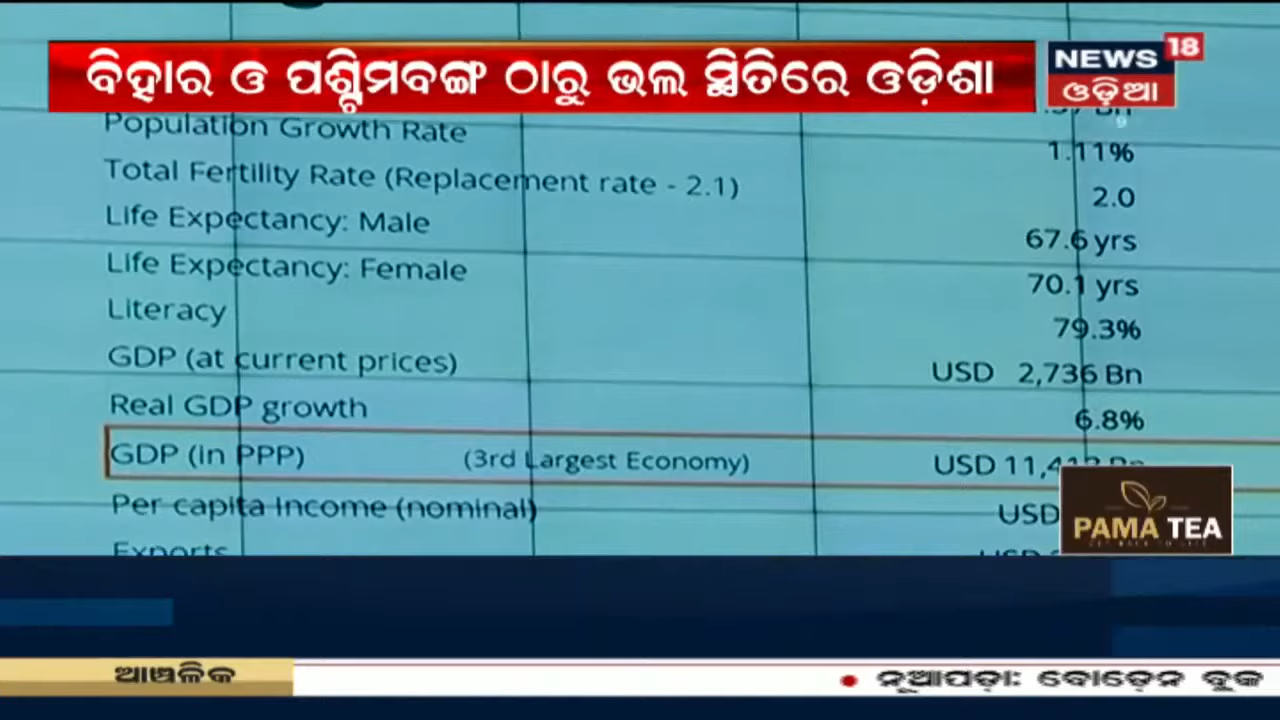 ବିହାର ଓ ପଶ୍ଚିମବଙ୍ଗ ଠାରୁ ଭଲ ସ୍ଥିତିରେ ଓଡ଼ିଶା
NEWS 18
ଓଡ଼ିଆ
Population Growth Rate 1.11%
Total Fertility Rate (Replacement rate - 2.1) 2.0
Life Expectancy: Male 67.6 yrs
Life Expectancy: Female 70.1 yrs
Literacy 79.3%
GDP (at current prices) USD 2,736 Bn
Real GDP growth 6.8%
GDP (in PPP) (3rd Largest Economy) USD
Per capita Income (nominal) USD
Exports USD
PAMA TEA
ଆଞ୍ଚଳିକ
• ନୂଆପଡ଼ା: ବୋଡ଼େନ ବ୍ଲକ